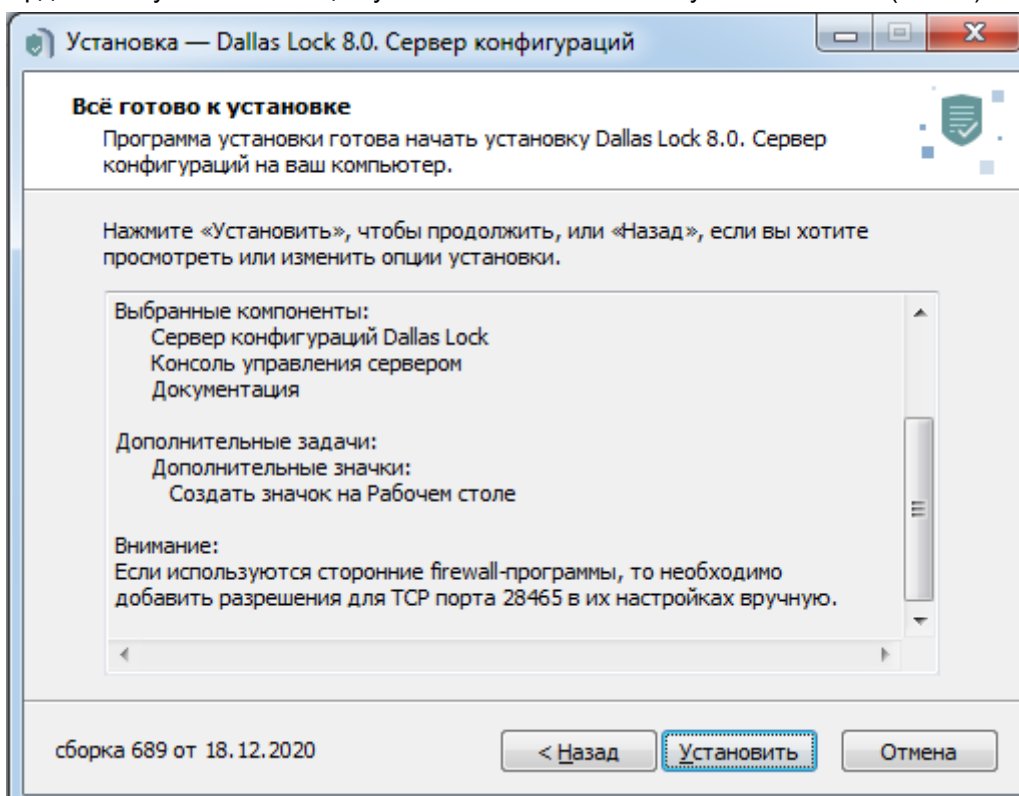 Установка — Dallas Lock 8.0. Сервер конфигураций
Всё готово к установке
Программа установки готова начать установку Dallas Lock 8.0. Сервер
конфигураций на ваш компьютер.
Нажмите «Установить», чтобы продолжить, или «Назад», если вы хотите
просмотреть или изменить опции установки.
Выбранные компоненты:
Сервер конфигураций Dallas Lock
Консоль управления сервером
Документация
Дополнительные задачи:
Дополнительные значки:
Создать значок на Рабочем столе
Внимание:
Если используются сторонние firewall-программы, то необходимо
добавить разрешения для TCP порта 28465 в их настройках вручную.
сборка 689 от 18.12.2020
< Назад
Установить
Отмена